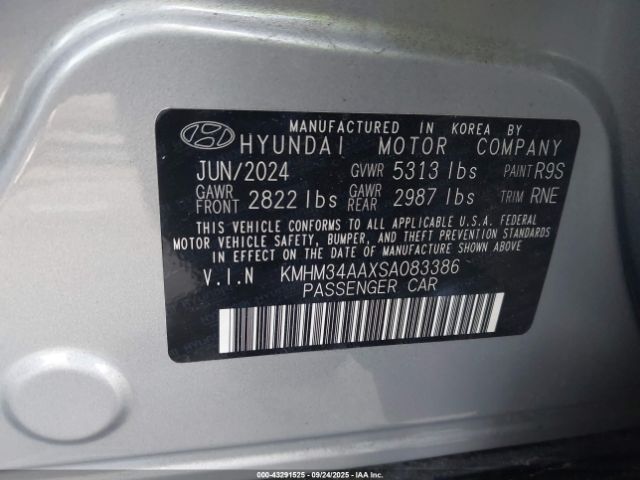 MANUFACTURED IN KOREA BY
HYUNDAI MOTOR COMPANY
JUN/2024 GVWR 5313 lbs PAINT R9S
GAWR FRONT 2822 lbs GAWR REAR 2987 lbs TRIM RNE
THIS VEHICLE CONFORMS TO ALL APPLICABLE U.S.A. FEDERAL
MOTOR VEHICLE SAFETY, BUMPER, AND THEFT PREVENTION STANDARDS
IN EFFECT ON THE DATE OF MANUFACTURE SHOWN ABOVE
V.I.N KMHM34AAXSA083386
PASSENGER CAR
000-43291525 - 09/24/2025 - IAA, Inc.